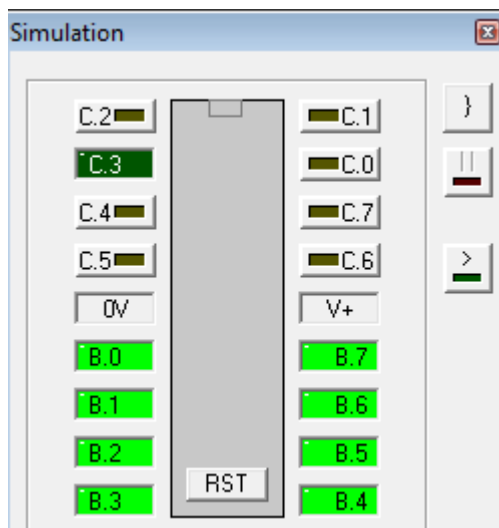 Simulation
C.2 C.1 }
C.3 C.0 ||
C.4 C.7
C.5 C.6 >
0V V+
B.0 B.7
B.1 B.6
B.2 B.5
B.3 RST B.4